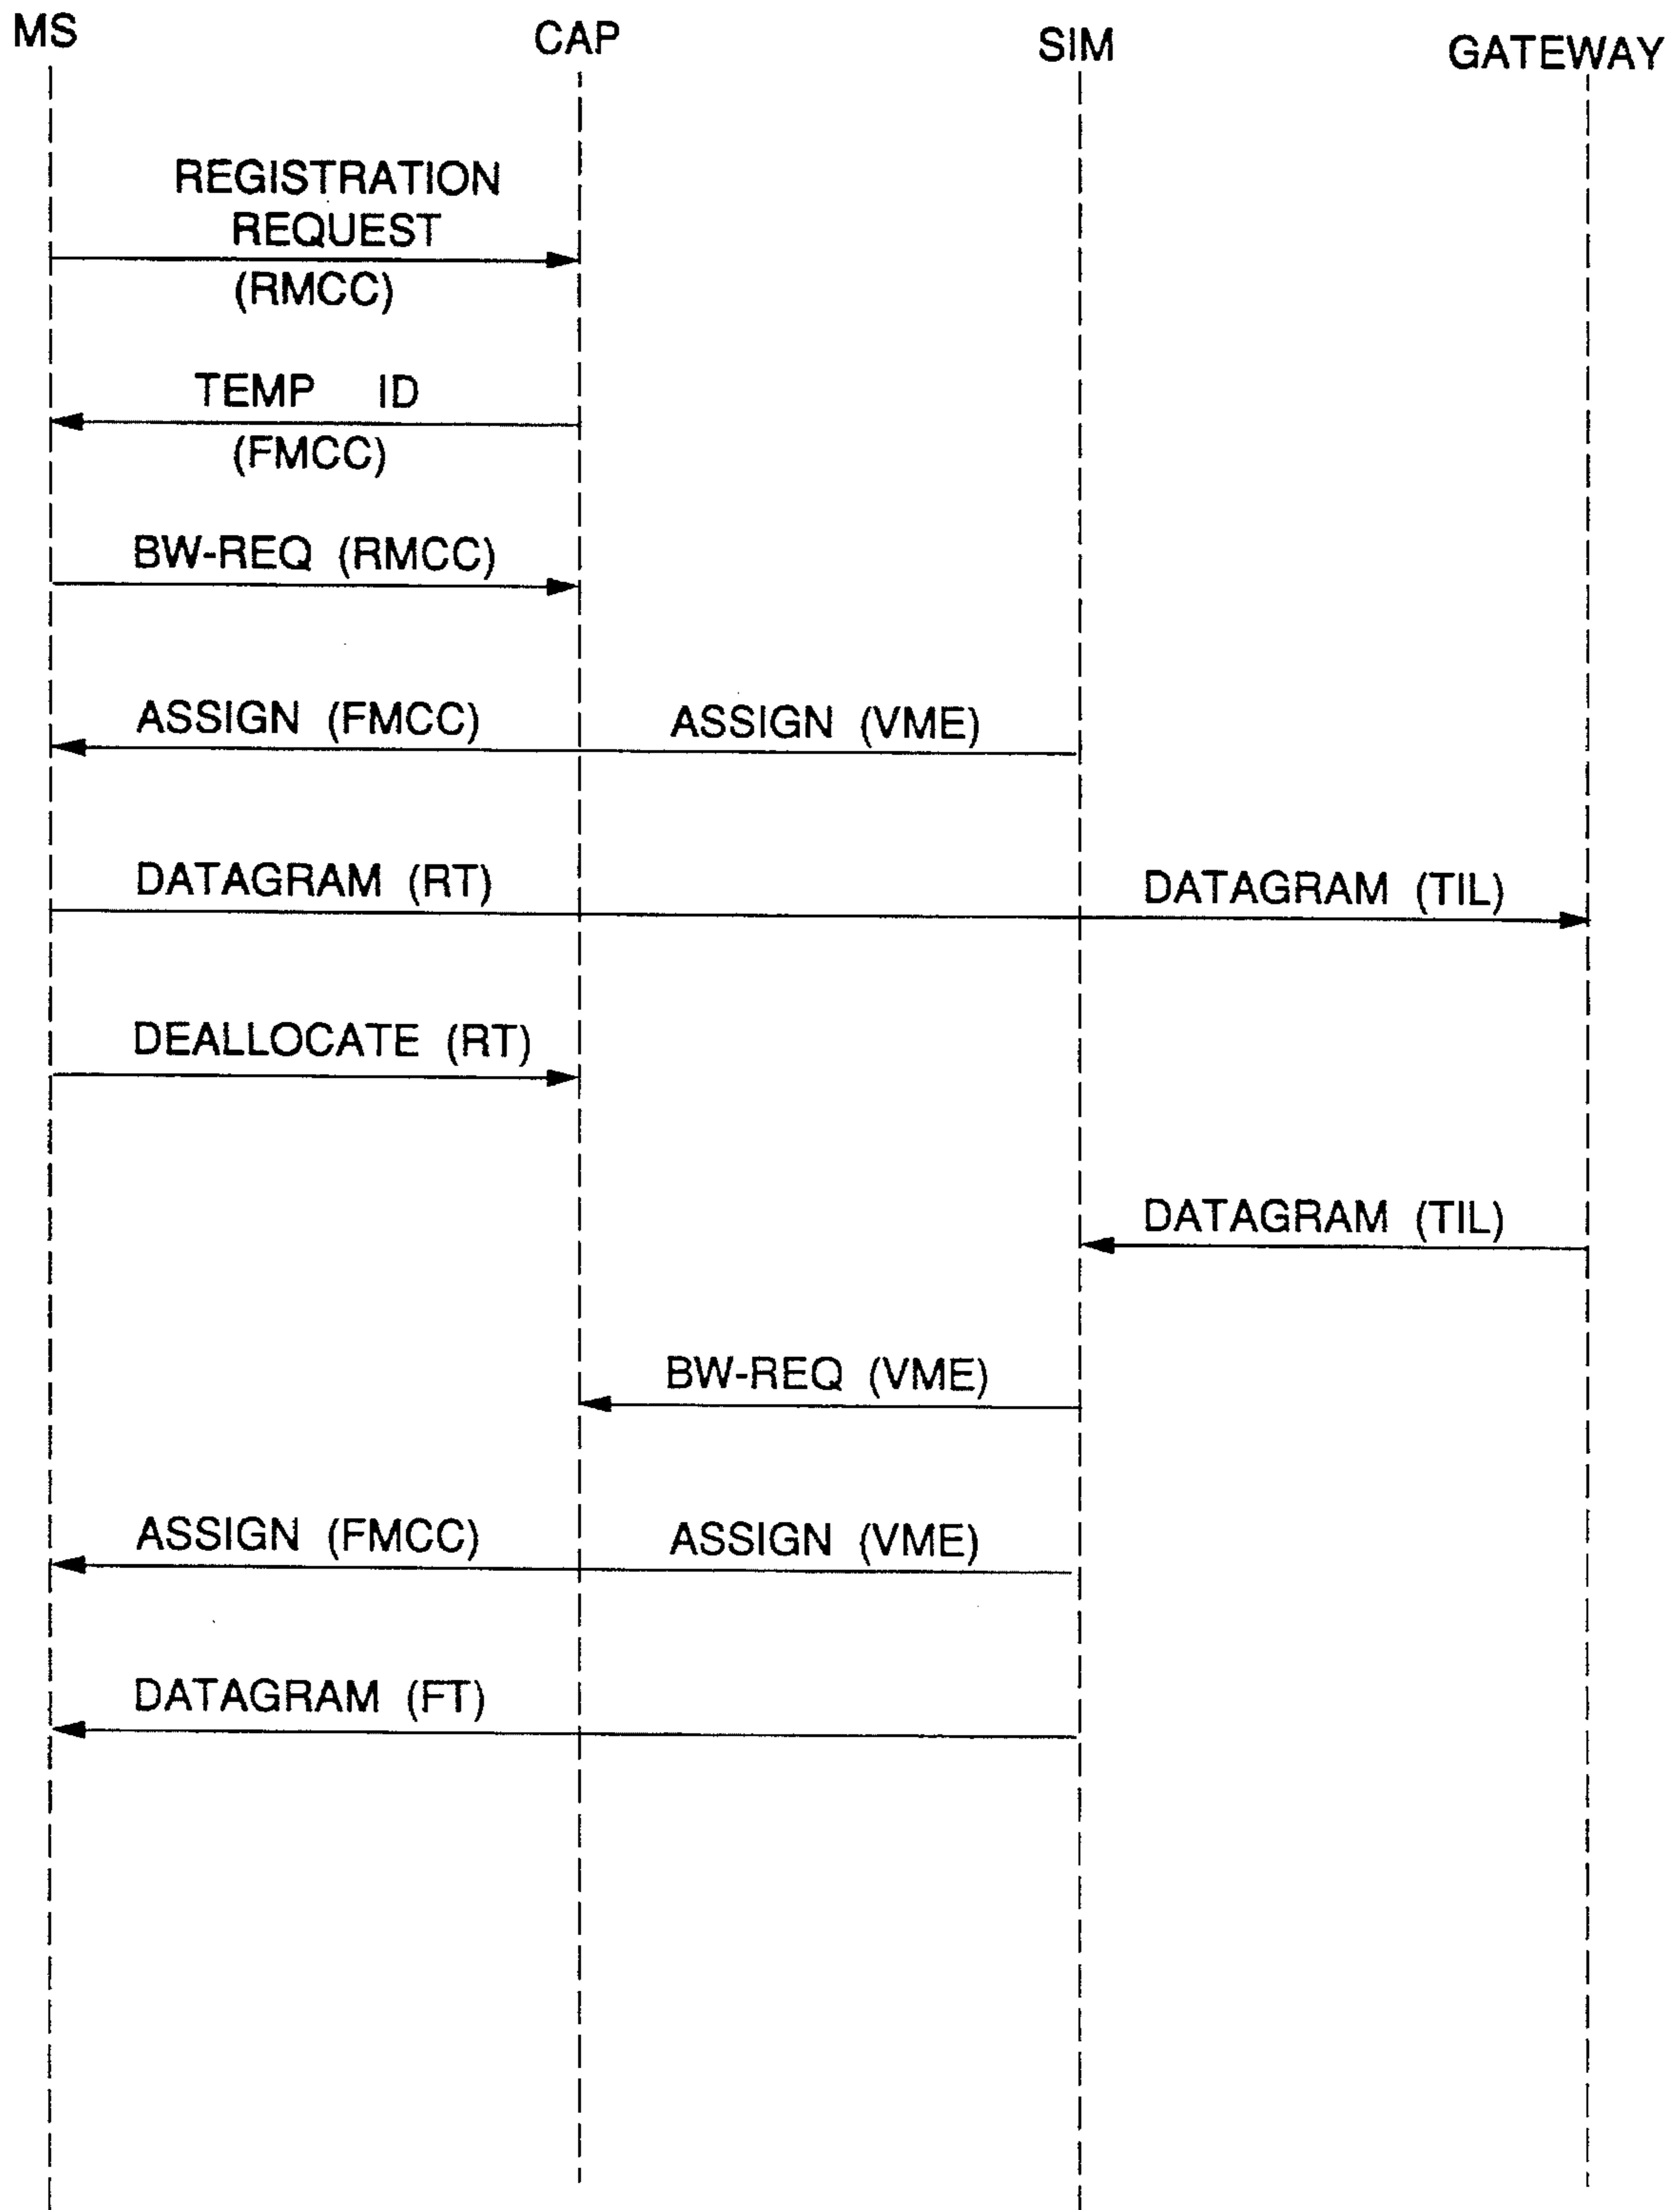 MS CAP SIM GATEWAY
REGISTRATION
REQUEST
(RMCC)
TEMP ID
(FMCC)
BW-REQ (RMCC)
ASSIGN (FMCC) ASSIGN (VME)
DATAGRAM (RT) DATAGRAM (TIL)
DEALLOCATE (RT)
DATAGRAM (TIL)
BW-REQ (VME)
ASSIGN (FMCC) ASSIGN (VME)
DATAGRAM (FT)